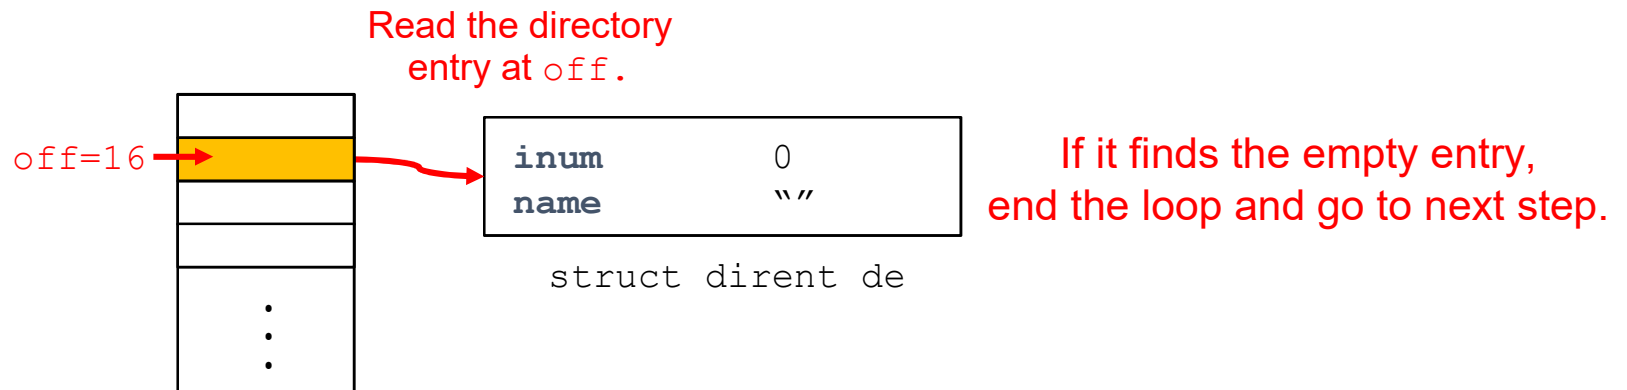 Read the directory
entry at off.
off=16
inum 0
name “”
If it finds the empty entry,
end the loop and go to next step.
struct dirent de